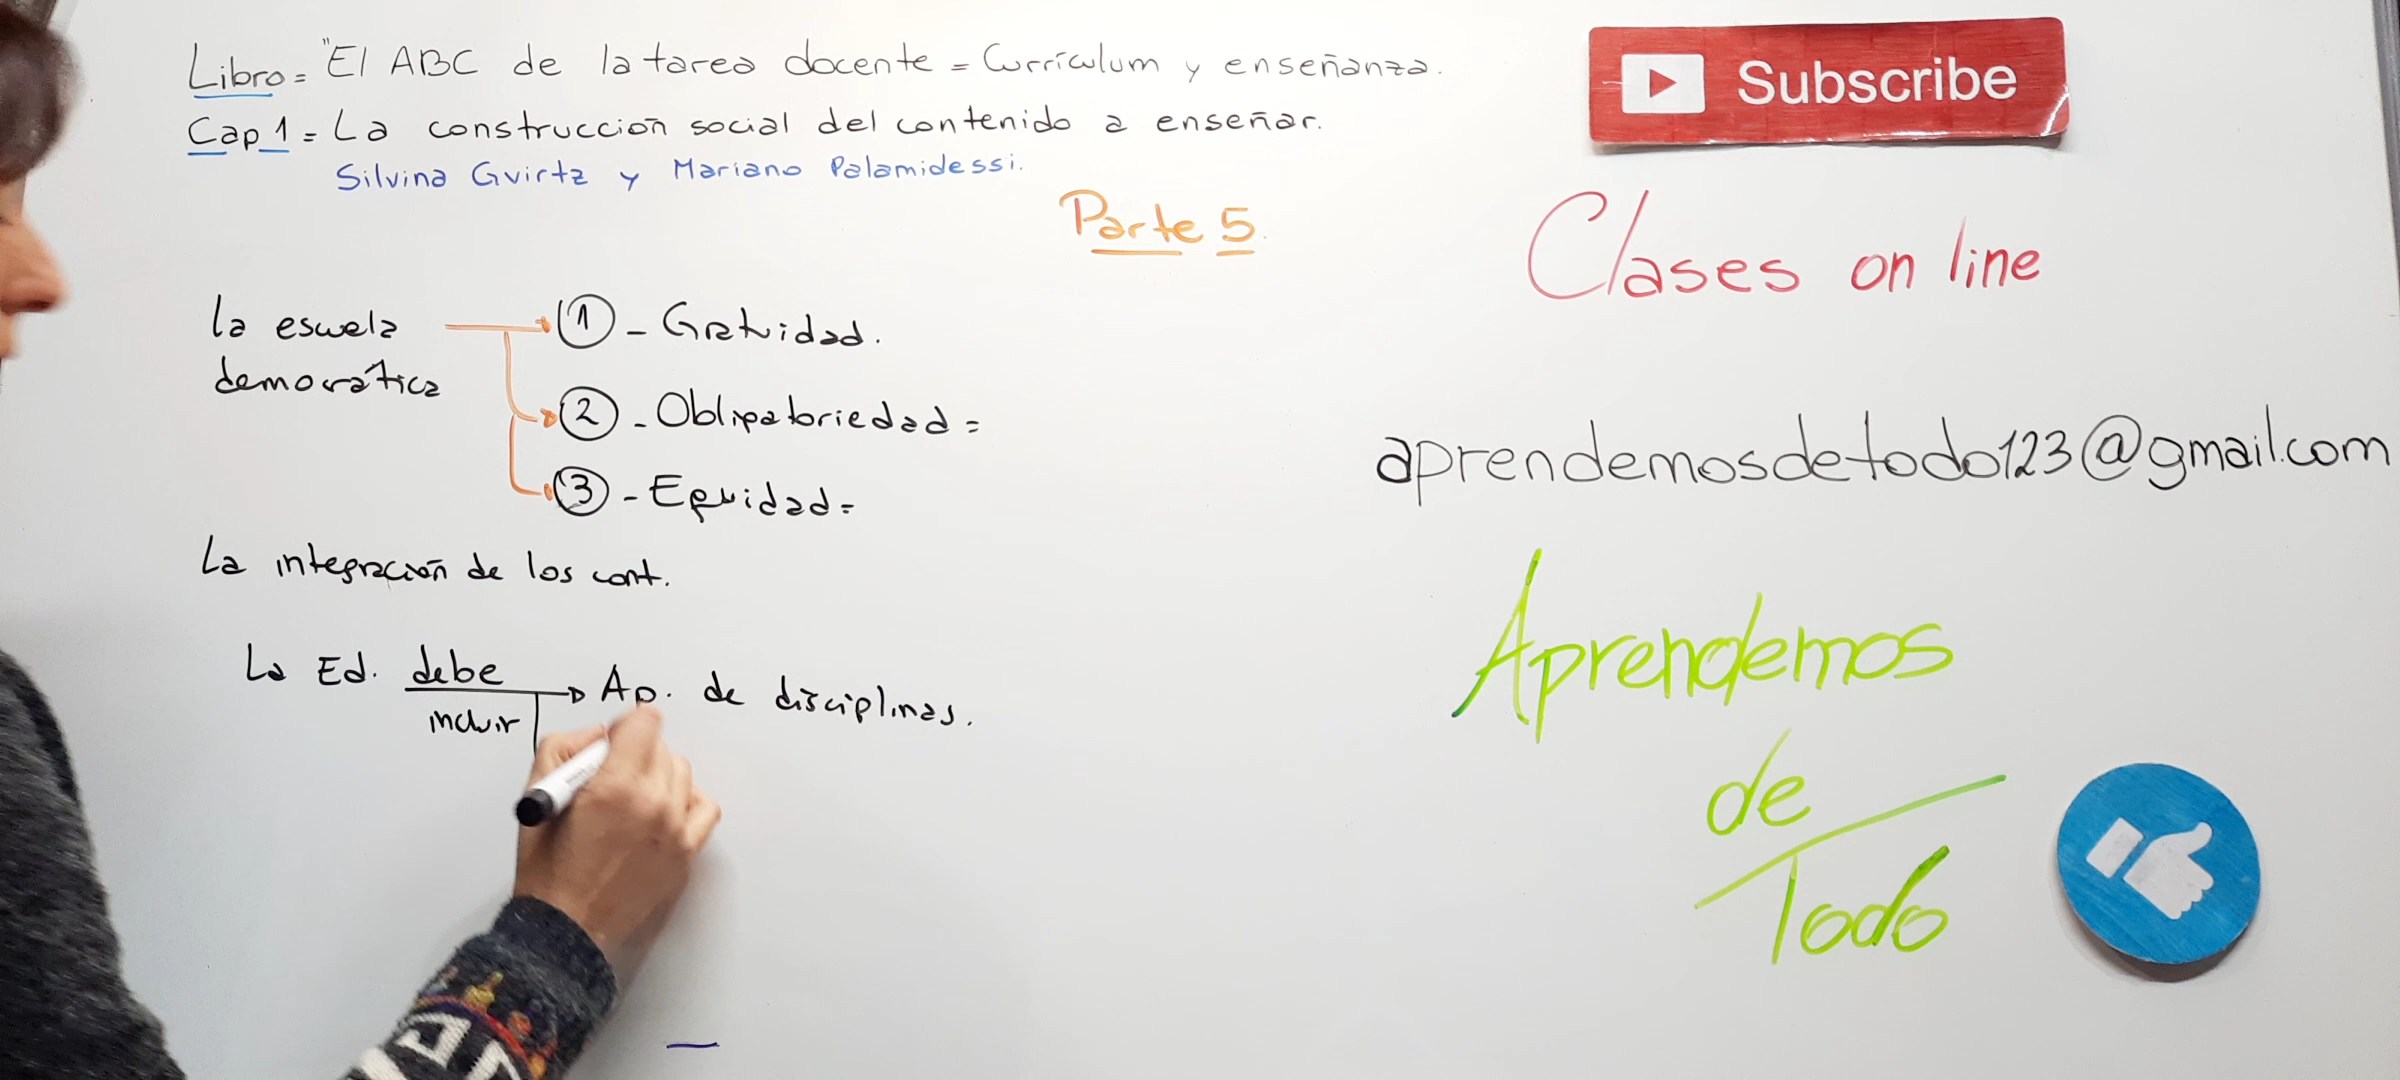 Libro = "El ABC de la tarea docente = Currículum y enseñanza.
Cap 1 = La construcción social del contenido a enseñar.
Silvina Gvirtz y Mariano Palamidessi.
Parte 5.
La escuela democrática
1 - Gratuidad.
2 - Obligatoriedad =
3 - Equidad =
La integración de los cont.
La Ed. debe incluir
Ap. de disciplinas.
Subscribe
Clases on line
aprendemosdetodo123@gmail.com
Aprendemos
de
Todo